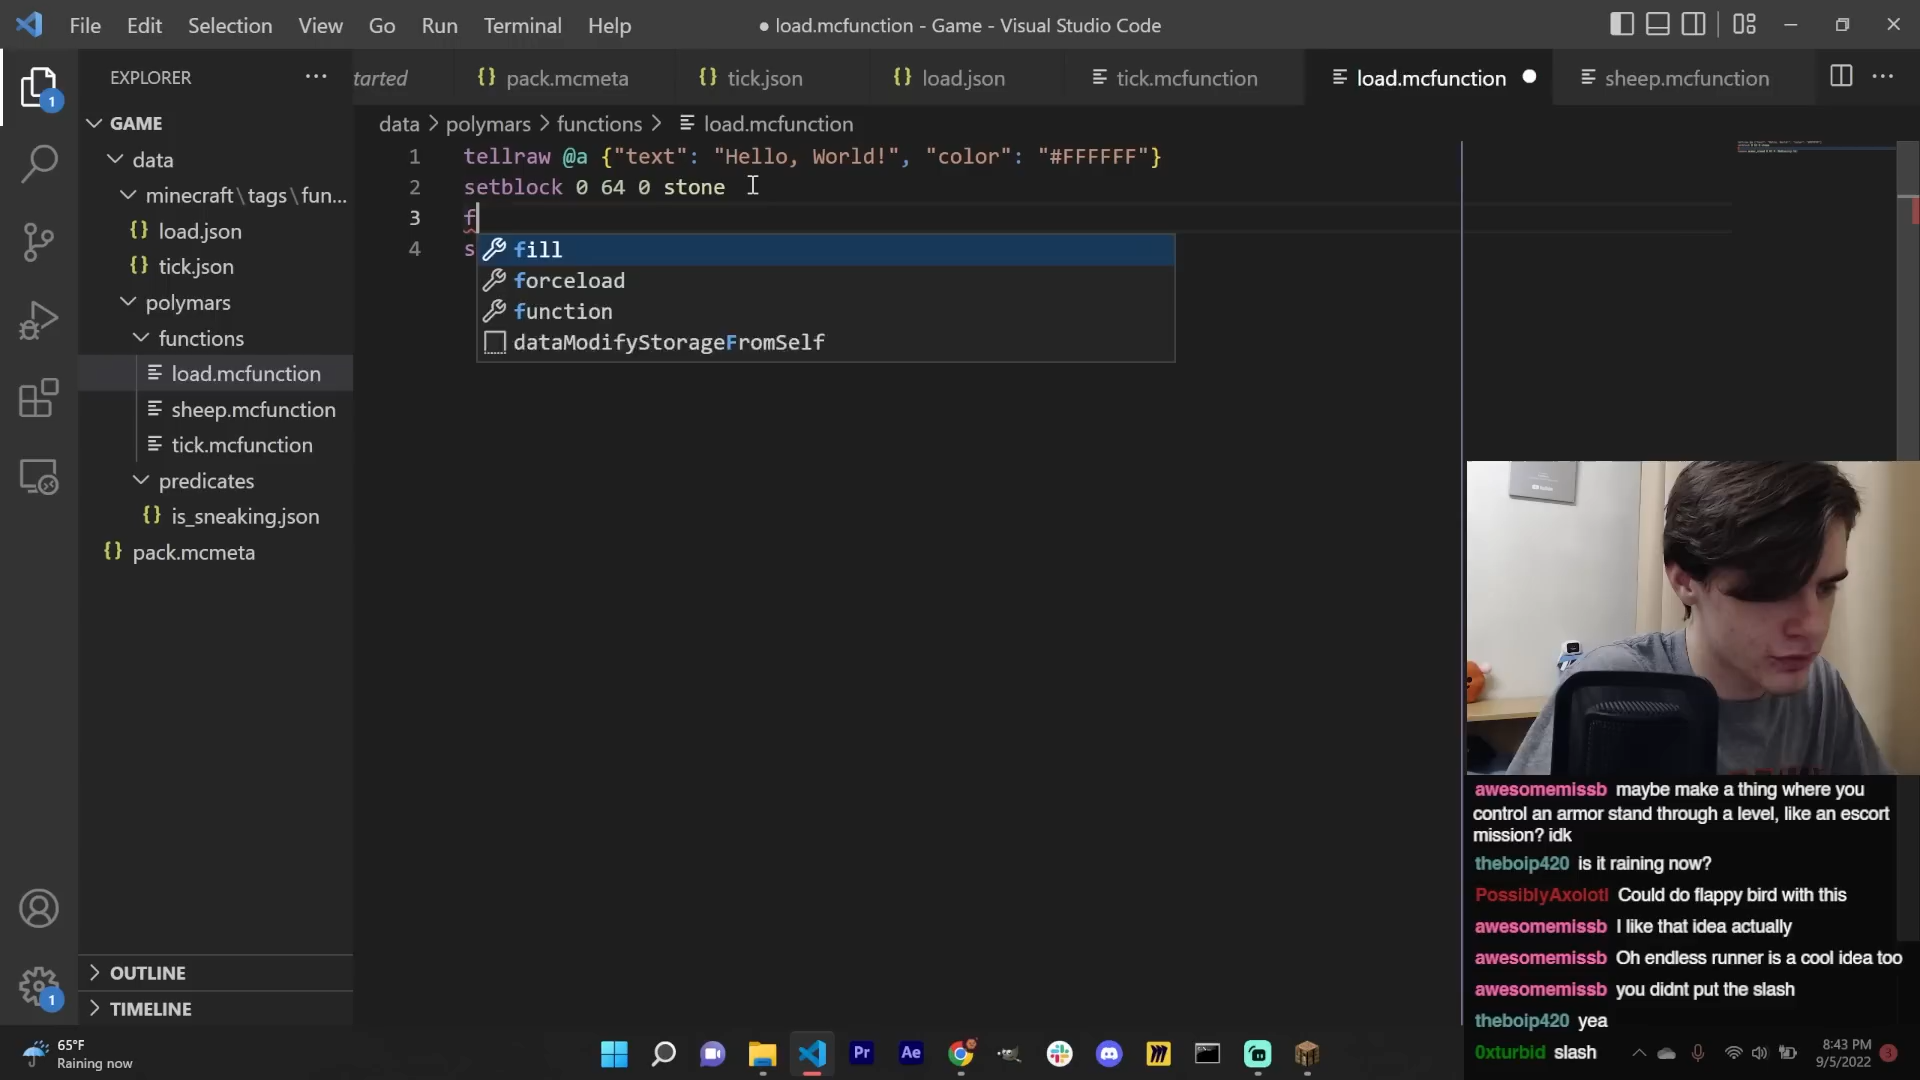 File Edit Selection View Go Run Terminal Help
● load.mcfunction - Game - Visual Studio Code
EXPLORER
tarted
{} pack.mcmeta
{} tick.json
{} load.json
tick.mcfunction
load.mcfunction
sheep.mcfunction
data > polymars > functions > load.mcfunction
GAME
data
minecraft\tags\fun...
{} load.json
{} tick.json
polymars
functions
load.mcfunction
sheep.mcfunction
tick.mcfunction
predicates
{} is_sneaking.json
{} pack.mcmeta
OUTLINE
TIMELINE
1
1
1 tellraw @a {"text": "Hello, World!", "color": "#FFFFFF"}
2 setblock 0 64 0 stone
3 f
4 s
fill
forceload
function
dataModifyStorageFromSelf
awesomemissb maybe make a thing where you
control an armor stand through a level, like an escort
mission? idk
theboip420 is it raining now?
PossiblyAxolotl Could do flappy bird with this
awesomemissb I like that idea actually
awesomemissb Oh endless runner is a cool idea too
awesomemissb you didnt put the slash
theboip420 yea
0xturbid slash
65°F
Raining now
Pr
Ae
8:43 PM
9/5/2022
3